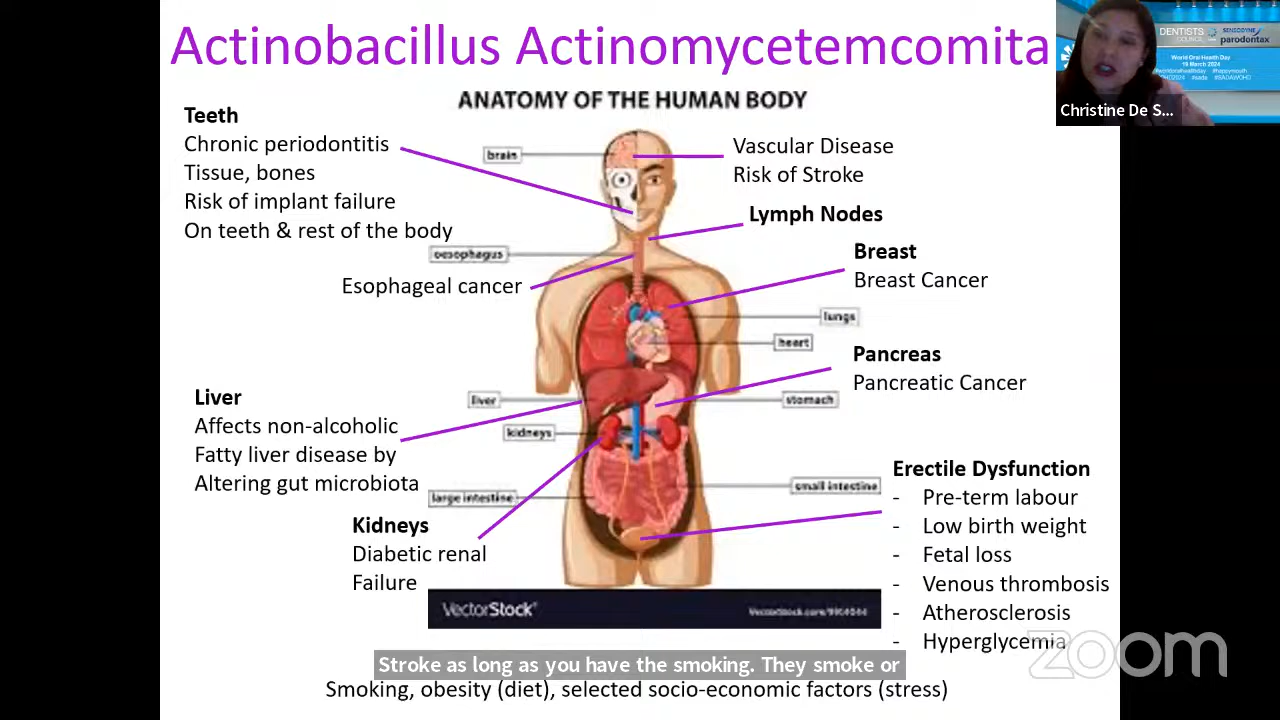 Actinobacillus Actinomycetemcomita
ANATOMY OF THE HUMAN BODY
Teeth
Chronic periodontitis
Tissue, bones
Risk of implant failure
On teeth & rest of the body
brain
Vascular Disease
Risk of Stroke
Lymph Nodes
oesophagus
Esophageal cancer
Breast
Breast Cancer
lungs
heart
Pancreas
Pancreatic Cancer
liver
stomach
Liver
Affects non-alcoholic
Fatty liver disease by
Altering gut microbiota
kidneys
large intestine
small intestine
Kidneys
Diabetic renal
Failure
Erectile Dysfunction
- Pre-term labour
- Low birth weight
- Fetal loss
- Venous thrombosis
- Atherosclerosis
- Hyperglycemia
VectorStock
Stroke as long as you have the smoking. They smoke or
Smoking, obesity (diet), selected socio-economic factors (stress)
zoom
DENTISTS
SENSODYNE
parodontax
World Oral Health Day
19 March 2024
Christine De S...